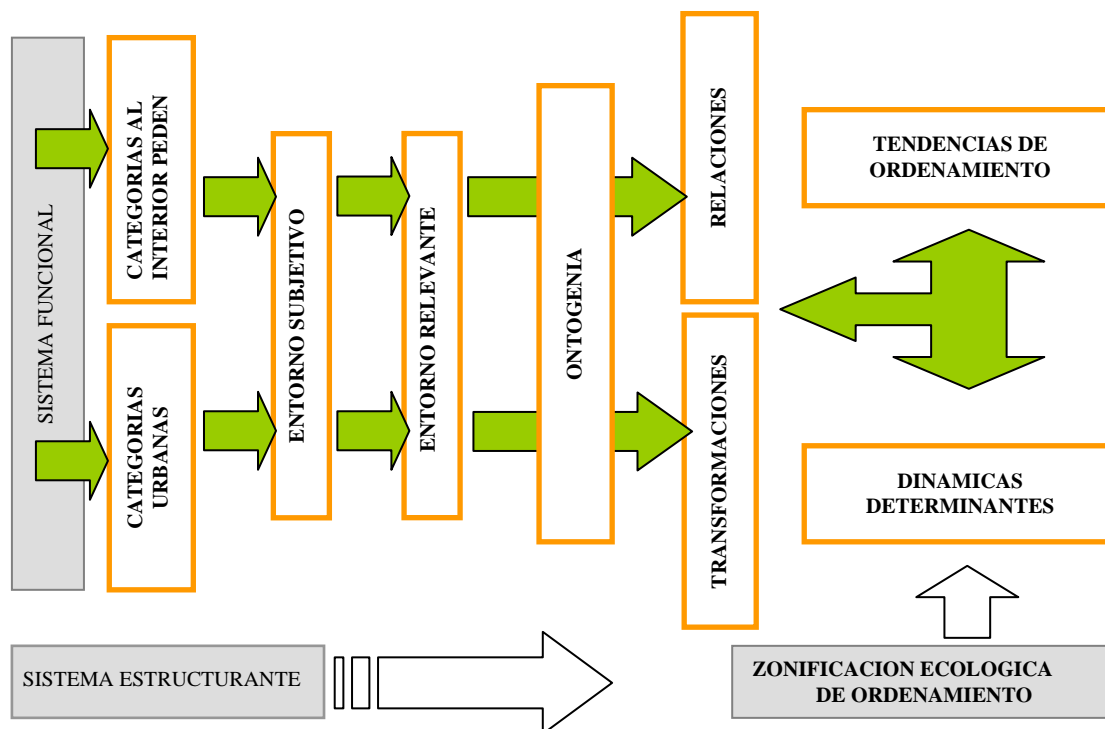 SISTEMA FUNCIONAL
CATEGORIAS AL
INTERIOR PEDEN
CATEGORIAS
URBANAS
ENTORNO SUBJETIVO
ENTORNO RELEVANTE
ONTOGENIA
RELACIONES
TRANSFORMACIONES
TENDENCIAS DE
ORDENAMIENTO
DINAMICAS
DETERMINANTES
SISTEMA ESTRUCTURANTE
ZONIFICACION ECOLOGICA
DE ORDENAMIENTO